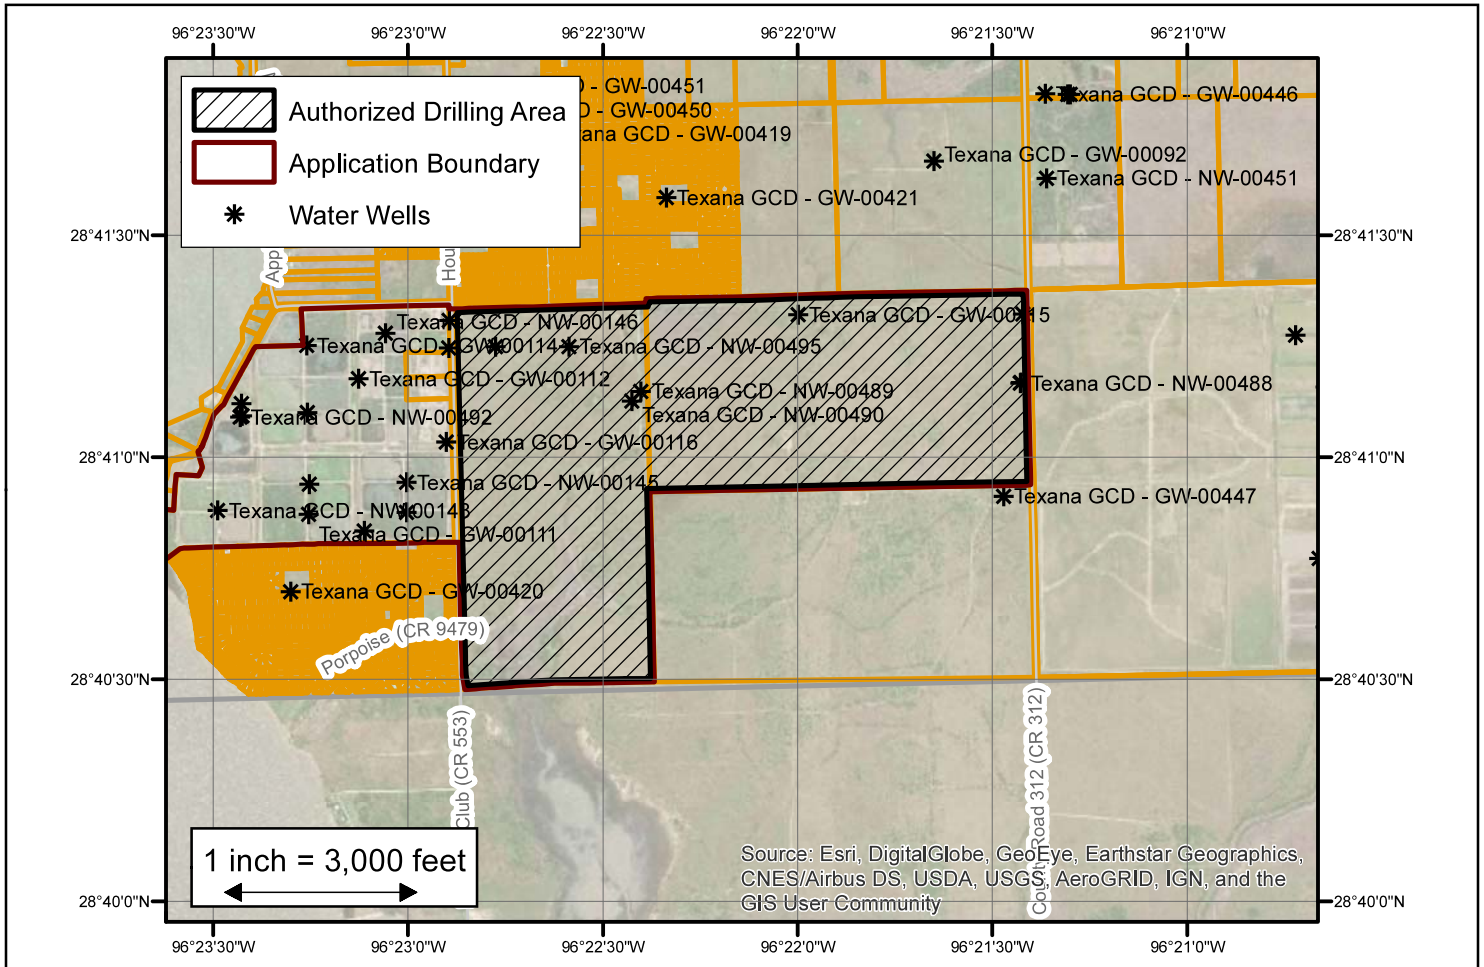 96°23'30"W 96°23'0"W 96°22'30"W 96°22'0"W 96°21'30"W 96°21'0"W
Authorized Drilling Area
Application Boundary
Water Wells
D - GW-00451
D - GW-00450
ana GCD - GW-00419
Texana GCD - GW-00446
Texana GCD - GW-00092
Texana GCD - NW-00451
Texana GCD - GW-00421
28°41'30"N 28°41'30"N
App
Hou
Texana GCD - NW-00146
Texana GCD - GW-00115
Texana GCD - GW-00114
Texana GCD - NW-00495
Texana GCD - GW-00112
Texana GCD - NW-00488
Texana GCD - NW-00489
Texana GCD - NW-00490
Texana GCD - NW-00492
Texana GCD - GW-00116
28°41'0"N 28°41'0"N
Texana GCD - NW-00145
Texana GCD - GW-00447
Texana GCD - NW-00143
Texana GCD - GW-00111
Texana GCD - GW-00420
Porpoise (CR 9479)
28°40'30"N 28°40'30"N
Club (CR 553)
County Road 312 (CR 312)
1 inch = 3,000 feet
Source: Esri, DigitalGlobe, GeoEye, Earthstar Geographics,
CNES/Airbus DS, USDA, USGS, AeroGRID, IGN, and the
GIS User Community
28°40'0"N 28°40'0"N
96°23'30"W 96°23'0"W 96°22'30"W 96°22'0"W 96°21'30"W 96°21'0"W